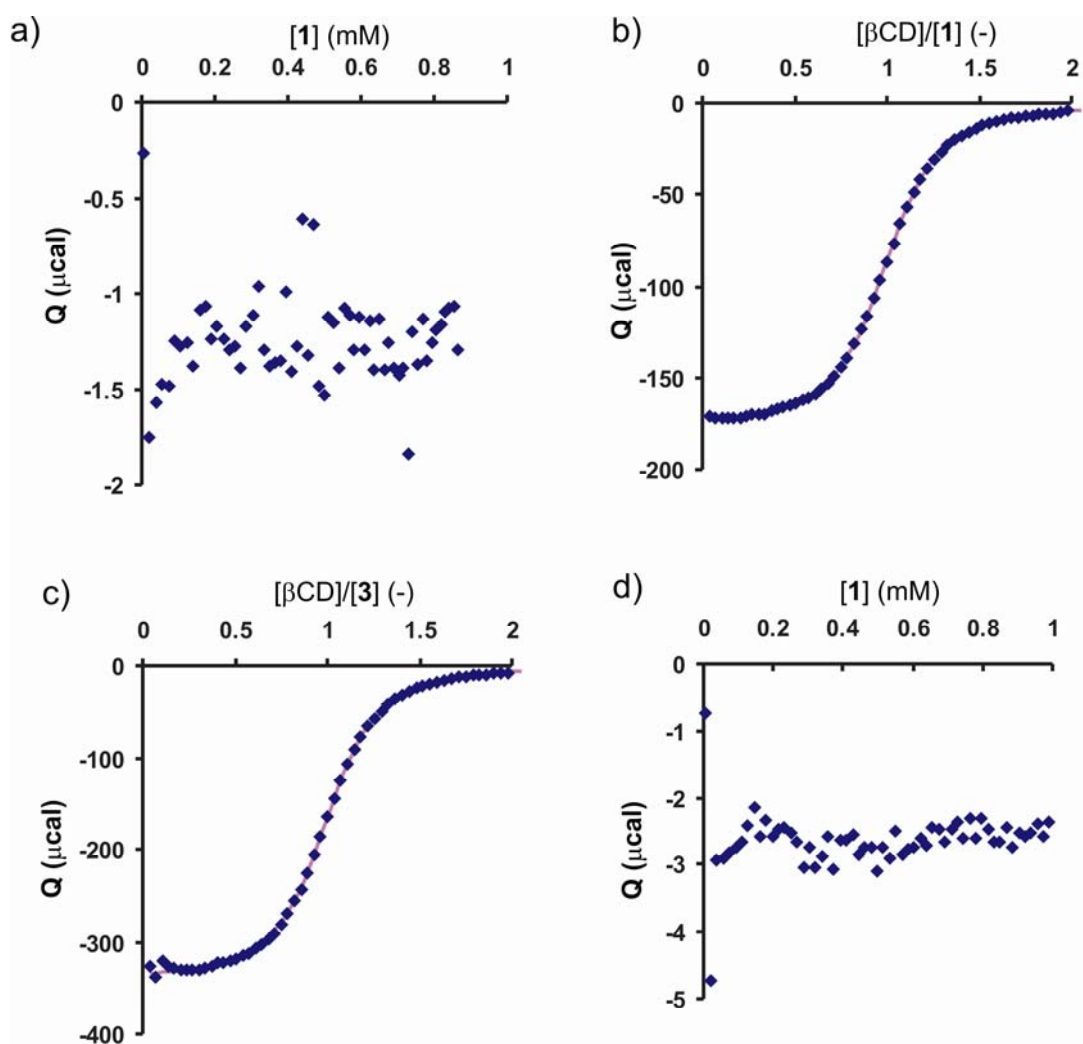 a)
[1] (mM)
0 0.2 0.4 0.6 0.8 1
0
-0.5
-1
-1.5
-2
Q (μcal)
b)
[βCD]/[1] (-)
0 0.5 1 1.5 2
0
-50
-100
-150
-200
Q (μcal)
c)
[βCD]/[3] (-)
0 0.5 1 1.5 2
0
-100
-200
-300
-400
Q (μcal)
d)
[1] (mM)
0 0.2 0.4 0.6 0.8 1
0
-1
-2
-3
-4
-5
Q (μcal)